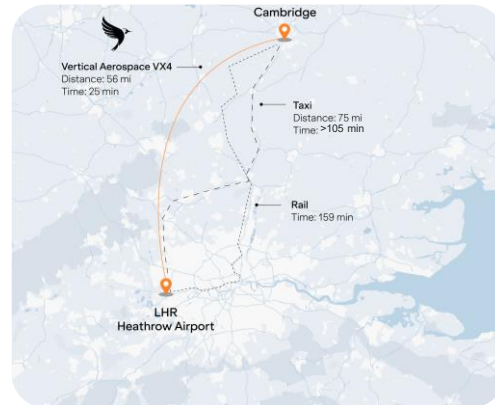 Cambridge
Vertical Aerospace VX4
Distance: 56 mi
Time: 25 min
Taxi
Distance: 75 mi
Time: >105 min
Rail
Time: 159 min
LHR
Heathrow Airport